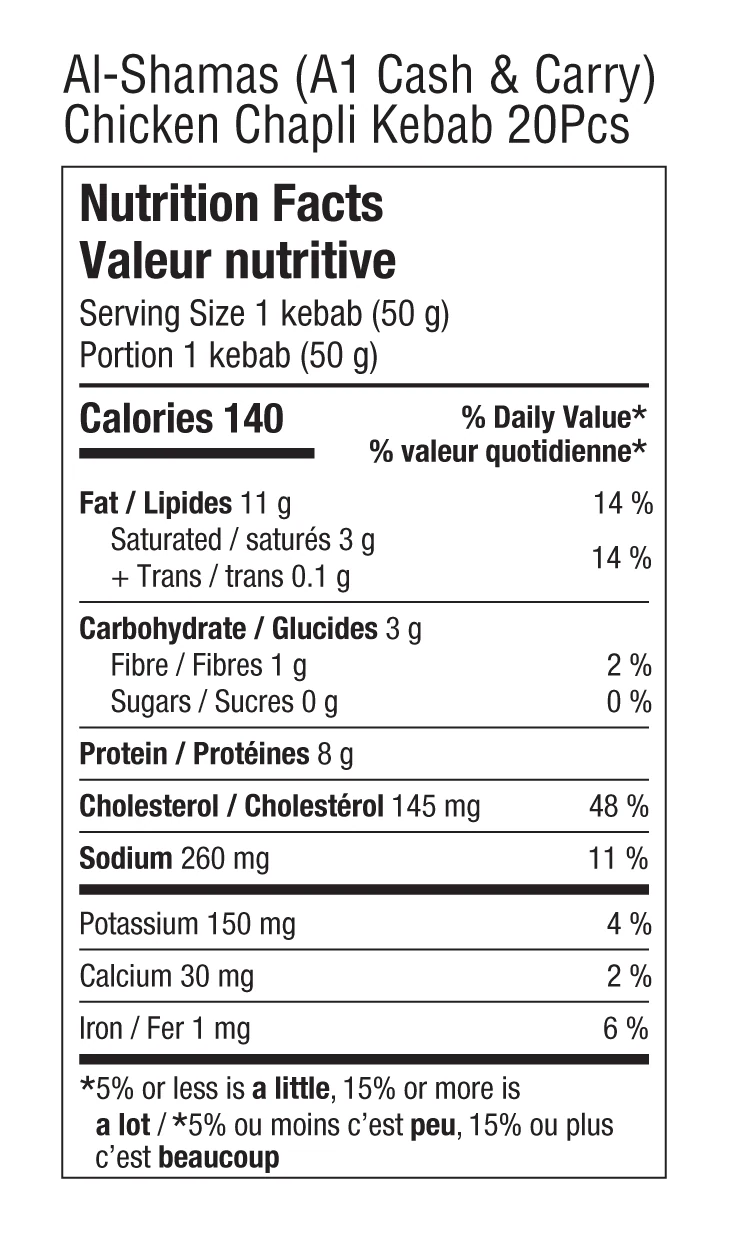 Al-Shamas (A1 Cash & Carry)
Chicken Chapli Kebab 20Pcs
Nutrition Facts
Valeur nutritive
Serving Size 1 kebab (50 g)
Portion 1 kebab (50 g)
Calories 140
% Daily Value*
% valeur quotidienne*
Fat / Lipides 11 g 14 %
Saturated / saturés 3 g
+ Trans / trans 0.1 g
14 %
Carbohydrate / Glucides 3 g
Fibre / Fibres 1 g 2 %
Sugars / Sucres 0 g 0 %
Protein / Protéines 8 g
Cholesterol / Cholestérol 145 mg 48 %
Sodium 260 mg 11 %
Potassium 150 mg 4 %
Calcium 30 mg 2 %
Iron / Fer 1 mg 6 %
*5% or less is a little, 15% or more is
a lot / *5% ou moins c’est peu, 15% ou plus
c’est beaucoup